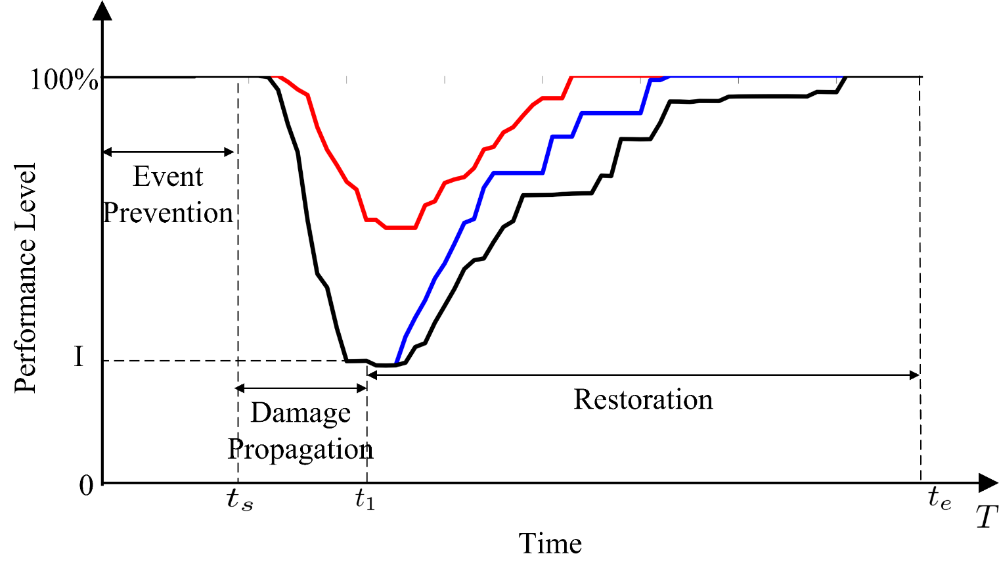 100%
Event
Prevention
Performance Level
I
Damage
Propagation
Restoration
0
t_s
t_1
t_e
T
Time